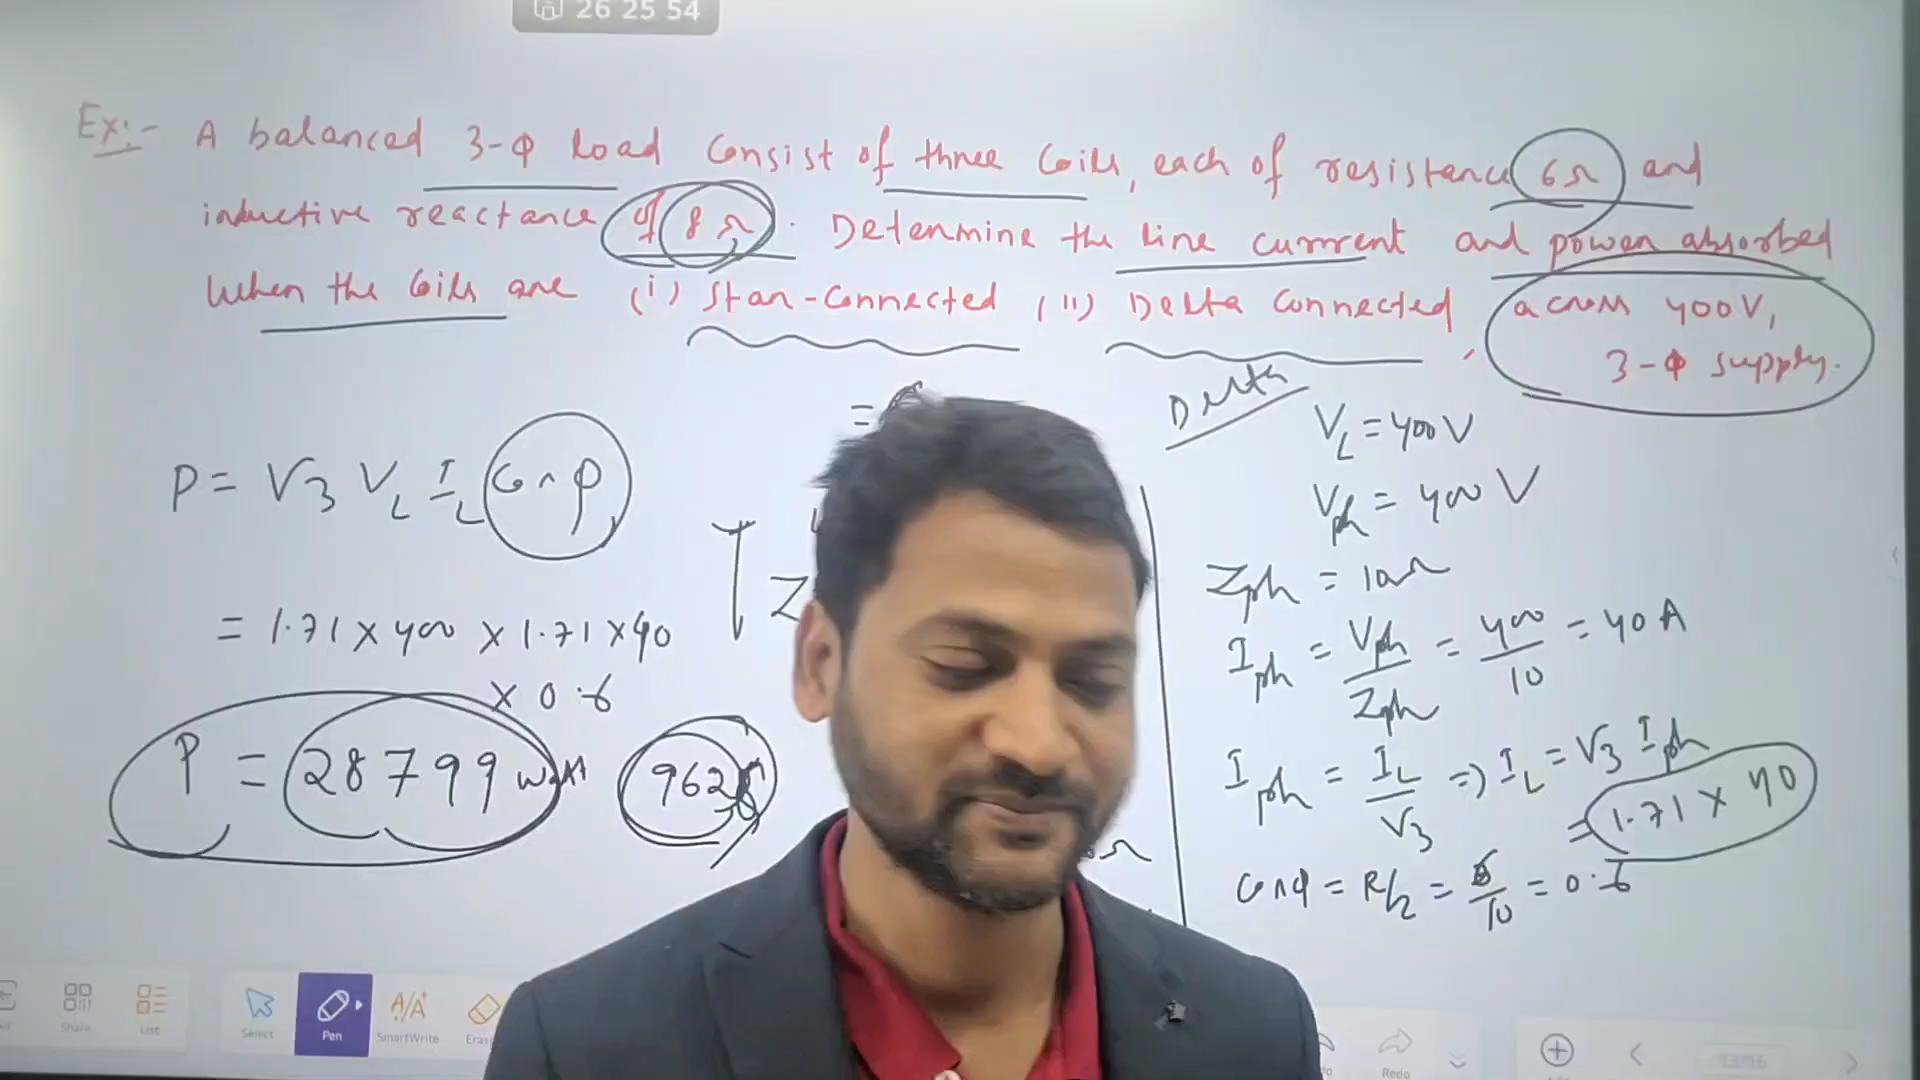 26 25 54
Ex:- A balanced 3-φ load consist of three coils, each of resistance 6Ω and
inductive reactance of 8Ω. Determine the line current and power absorbed
when the coils are (i) Star-connected (ii) Delta connected, across 400V,
3-φ supply.
P = √3 VL IL cosφ
= 1.71 × 400 × 1.71 × 40
× 0.6
P = 28799 watt
962
=
Z
Delta
VL = 400V
Vph = 400 V
Zph = 10Ω
Iph = Vph/Zph = 400/10 = 40 A
Iph = IL/√3 => IL = √3 Iph
= 1.71 × 40
cosφ = R/Z = 6/10 = 0.6
Share
List
Select
Pen
SmartWrite
Redo